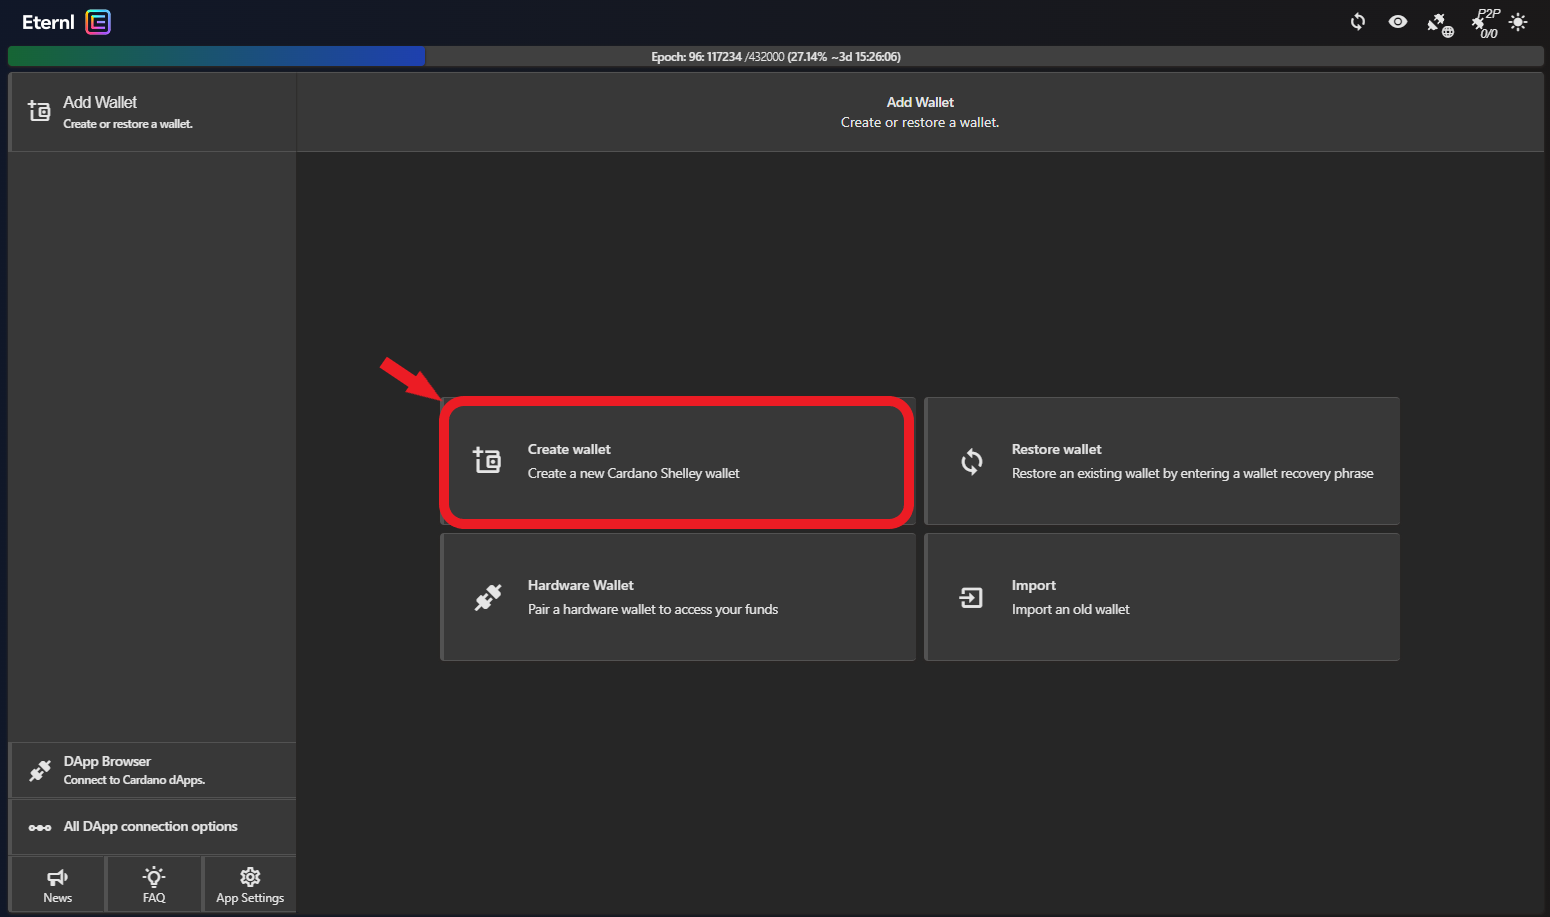 Eternl
P2P
0/0
Epoch: 96: 117234 /432000 (27.14% ~3d 15:26:06)
Add Wallet
Create or restore a wallet.
Add Wallet
Create or restore a wallet.
Create wallet
Create a new Cardano Shelley wallet
Restore wallet
Restore an existing wallet by entering a wallet recovery phrase
Hardware Wallet
Pair a hardware wallet to access your funds
Import
Import an old wallet
DApp Browser
Connect to Cardano dApps.
All DApp connection options
News
FAQ
App Settings